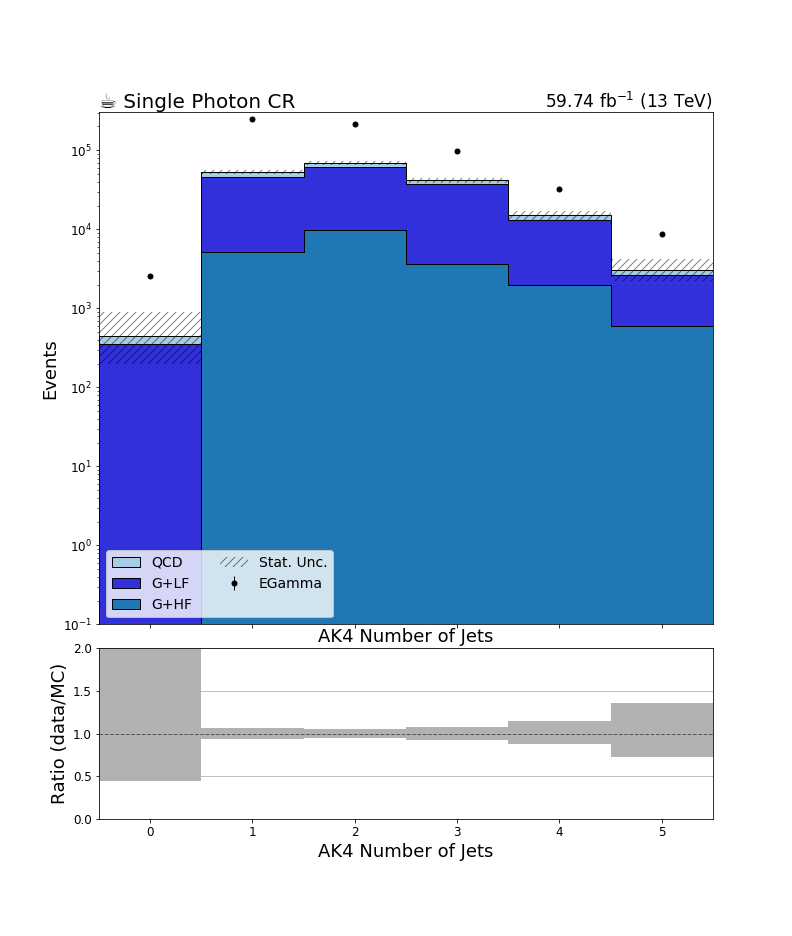 ☕ Single Photon CR
59.74 fb⁻¹ (13 TeV)
Events
10⁵
10⁴
10³
10²
10¹
10⁰
10⁻¹
QCD
G+LF
G+HF
Stat. Unc.
EGamma
AK4 Number of Jets
Ratio (data/MC)
2.0
1.5
1.0
0.5
0.0
0 1 2 3 4 5
AK4 Number of Jets